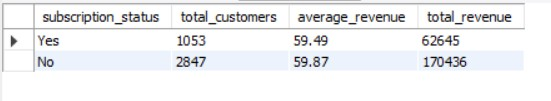 subscription_status total_customers average_revenue total_revenue
Yes 1053 59.49 62645
No 2847 59.87 170436